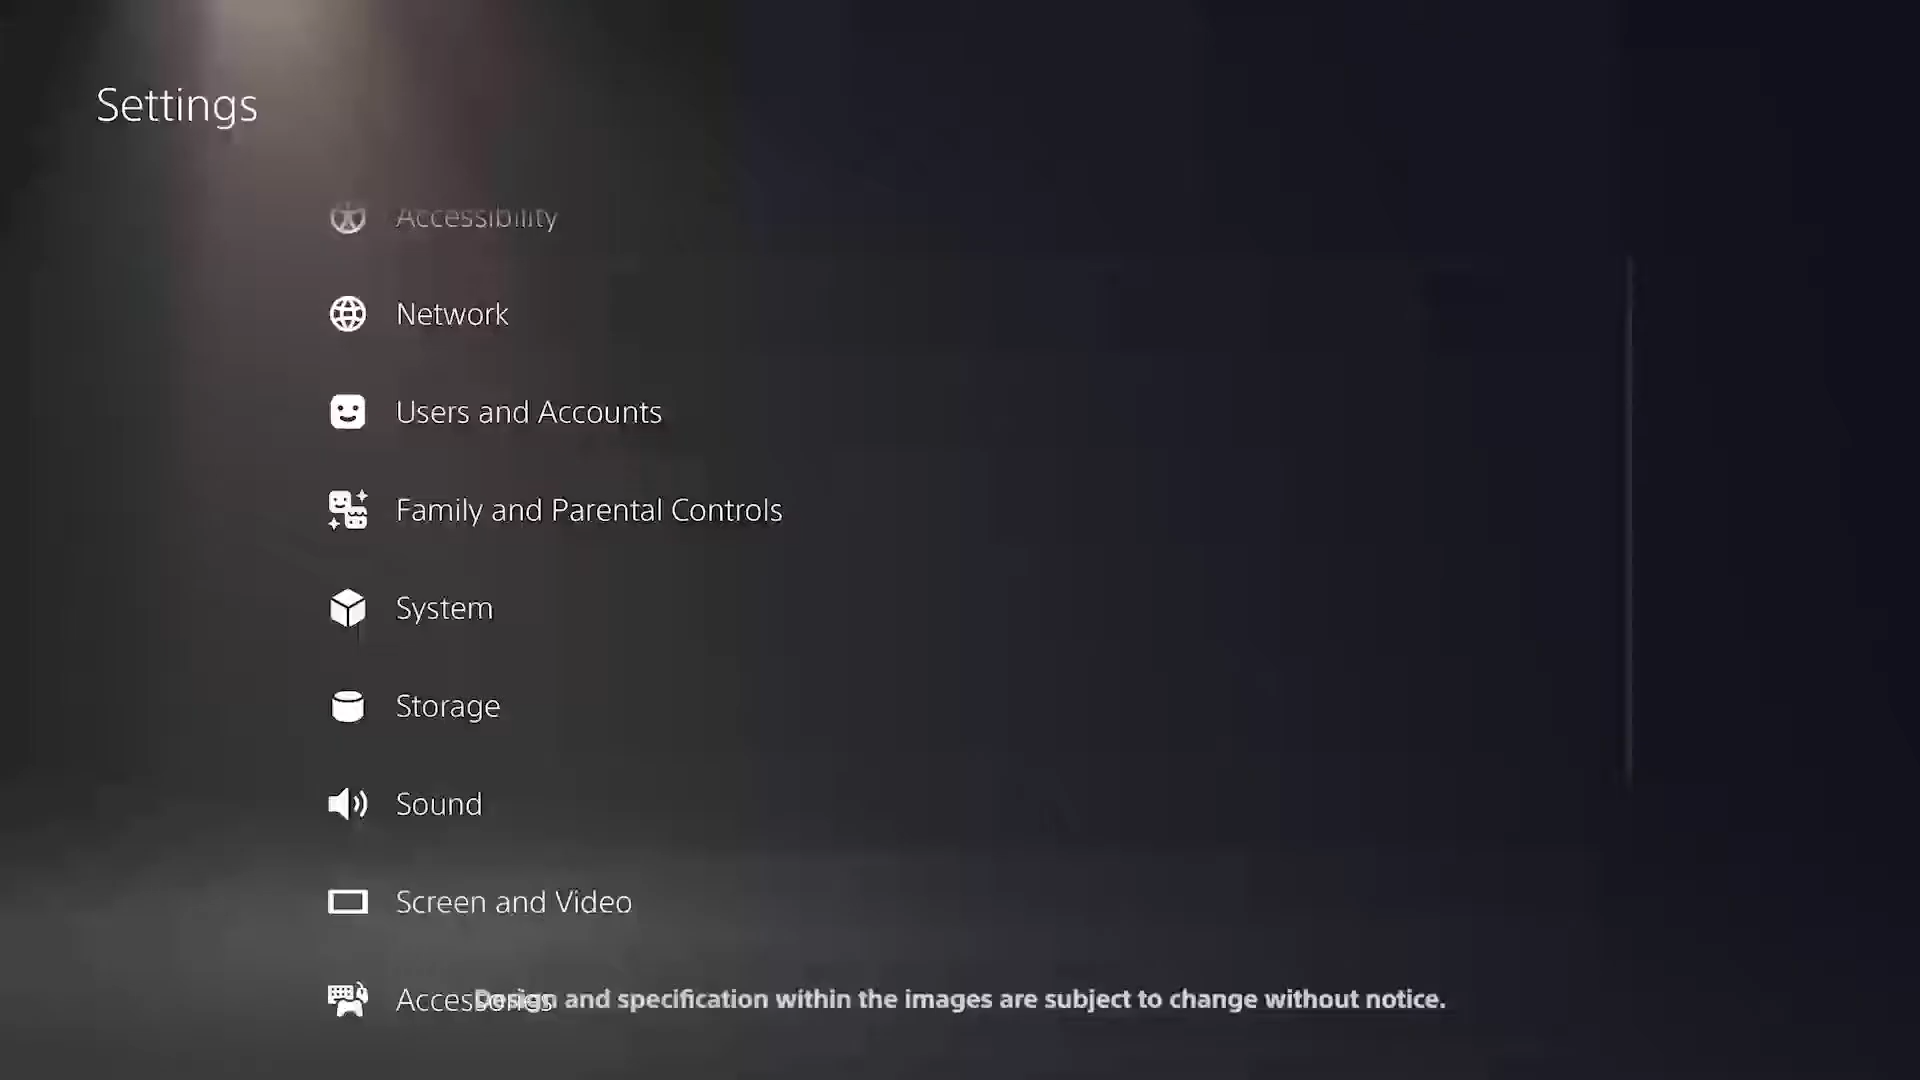 Settings
Accessibility
Network
Users and Accounts
Family and Parental Controls
System
Storage
Sound
Screen and Video
Accessories
Design and specification within the images are subject to change without notice.